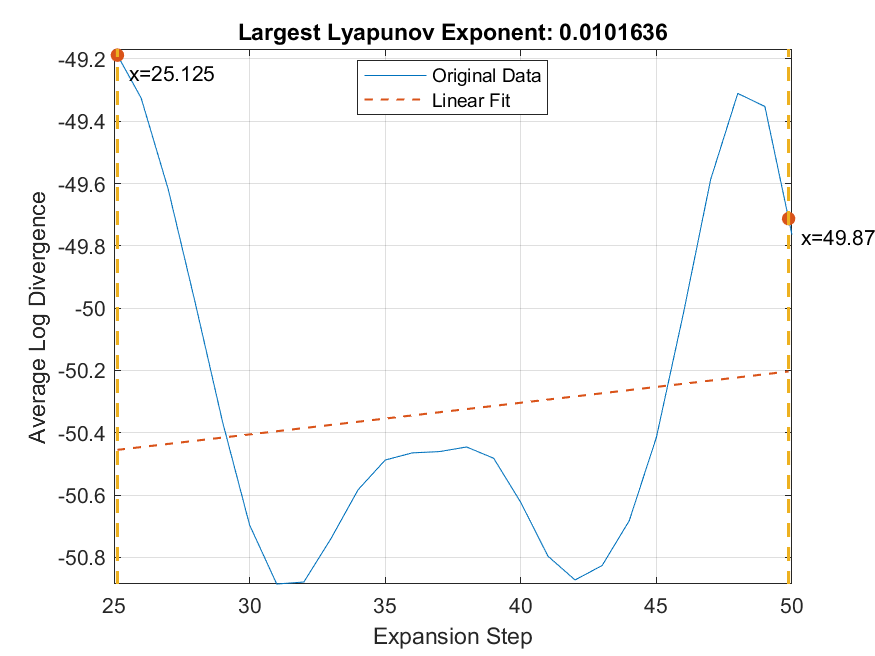 Largest Lyapunov Exponent: 0.0101636
-49.2
x=25.125
Original Data
Linear Fit
-49.4
-49.6
-49.8
x=49.87
-50
-50.2
-50.4
-50.6
-50.8
Average Log Divergence
25 30 35 40 45 50
Expansion Step